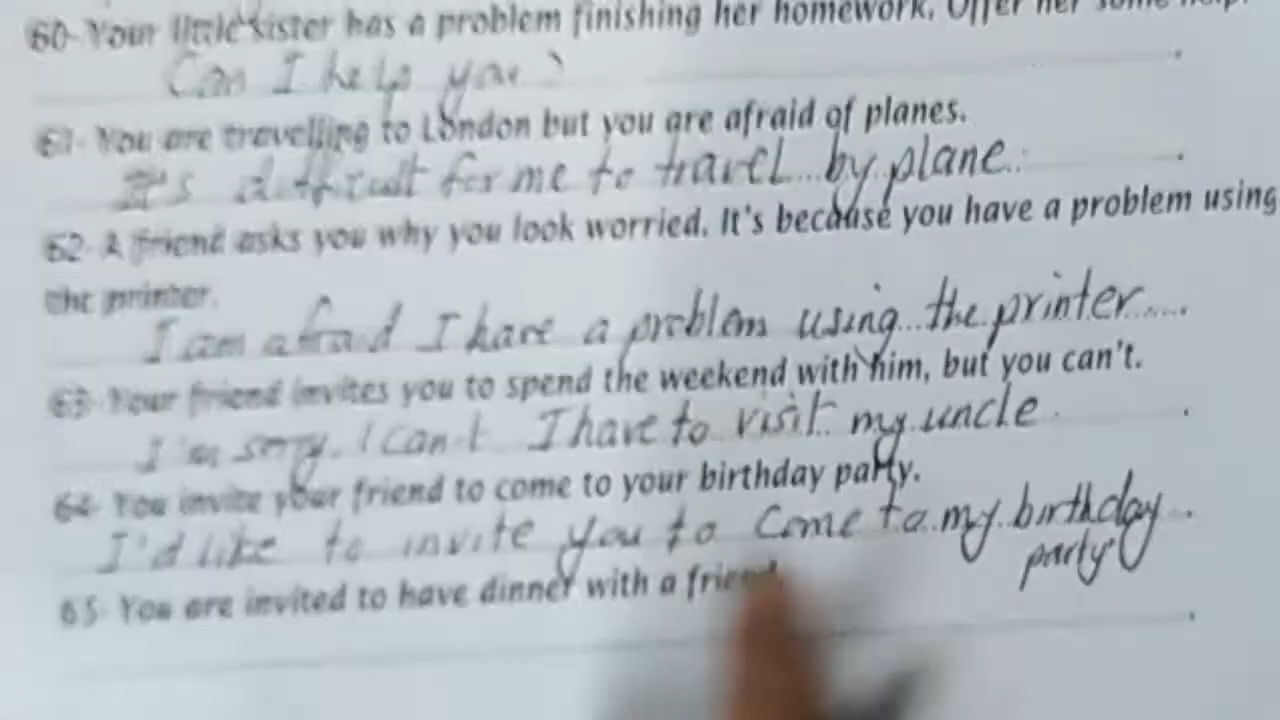 60- Your little sister has a problem finishing her homework. Offer her some help.
Can I help you?
61- You are travelling to London but you are afraid of planes.
It's difficult for me to travel by plane.
62- A friend asks you why you look worried. It's because you have a problem using
the printer.
I am afraid I have a problem using the printer
63- Your friend invites you to spend the weekend with him, but you can't.
I'm sorry. I can't I have to visit my uncle.
64- You invite your friend to come to your birthday party.
I'd like to invite you to come to my birthday
party
65- You are invited to have dinner with a friend